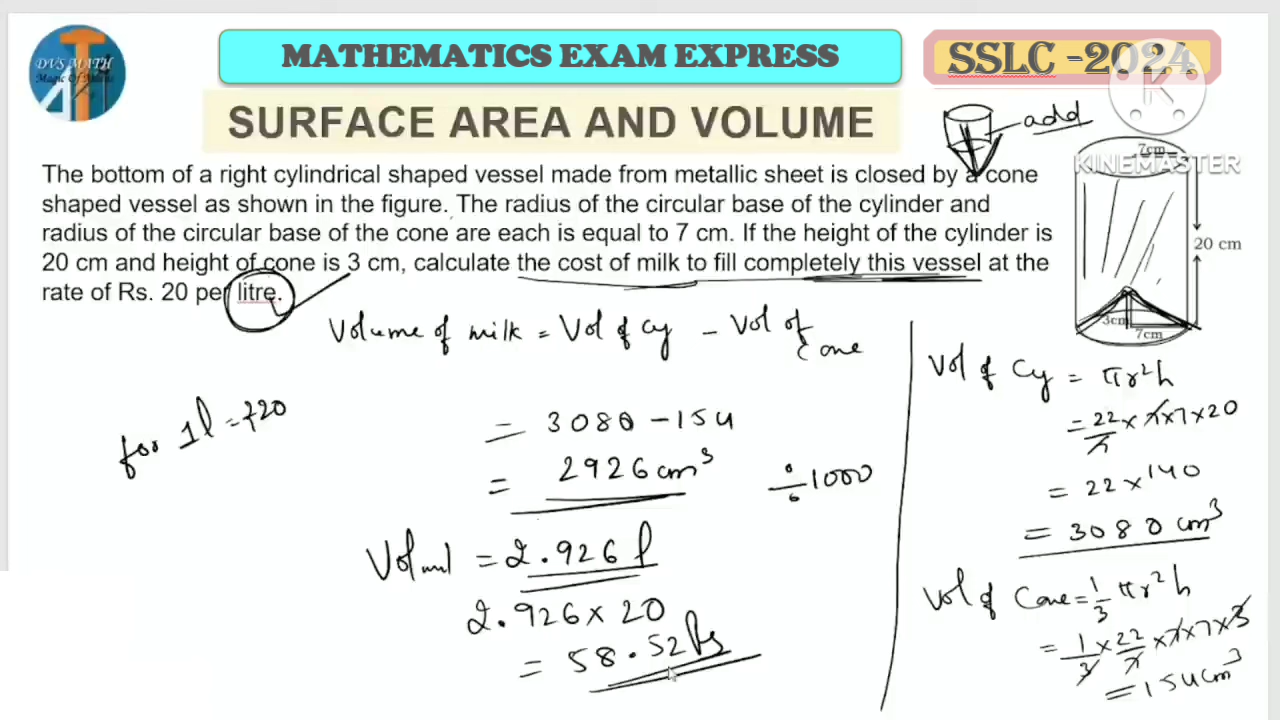 DVS MATH
MATHEMATICS EXAM EXPRESS
SSLC -2024
K
KINEMASTER
SURFACE AREA AND VOLUME
add
The bottom of a right cylindrical shaped vessel made from metallic sheet is closed by a cone
shaped vessel as shown in the figure. The radius of the circular base of the cylinder and
radius of the circular base of the cone are each is equal to 7 cm. If the height of the cylinder is
20 cm and height of cone is 3 cm, calculate the cost of milk to fill completely this vessel at the
rate of Rs. 20 per litre.
7cm
20 cm
3cm
7cm
Volume of milk = Vol of Cy - Vol of
Cone
for 1l = ₹20
= 3080 - 154
= 2926 cm³
÷ 1000
= 2.926 l
2.926 x 20
= 58.52 Rs
Vol of Cy = πr²h
= 22/7 x 7 x 7 x 20
= 22 x 140
= 3080 cm³
Vol of Cone = 1/3 πr²h
= 1/3 x 22/7 x 7 x 7 x 3
= 154 cm³